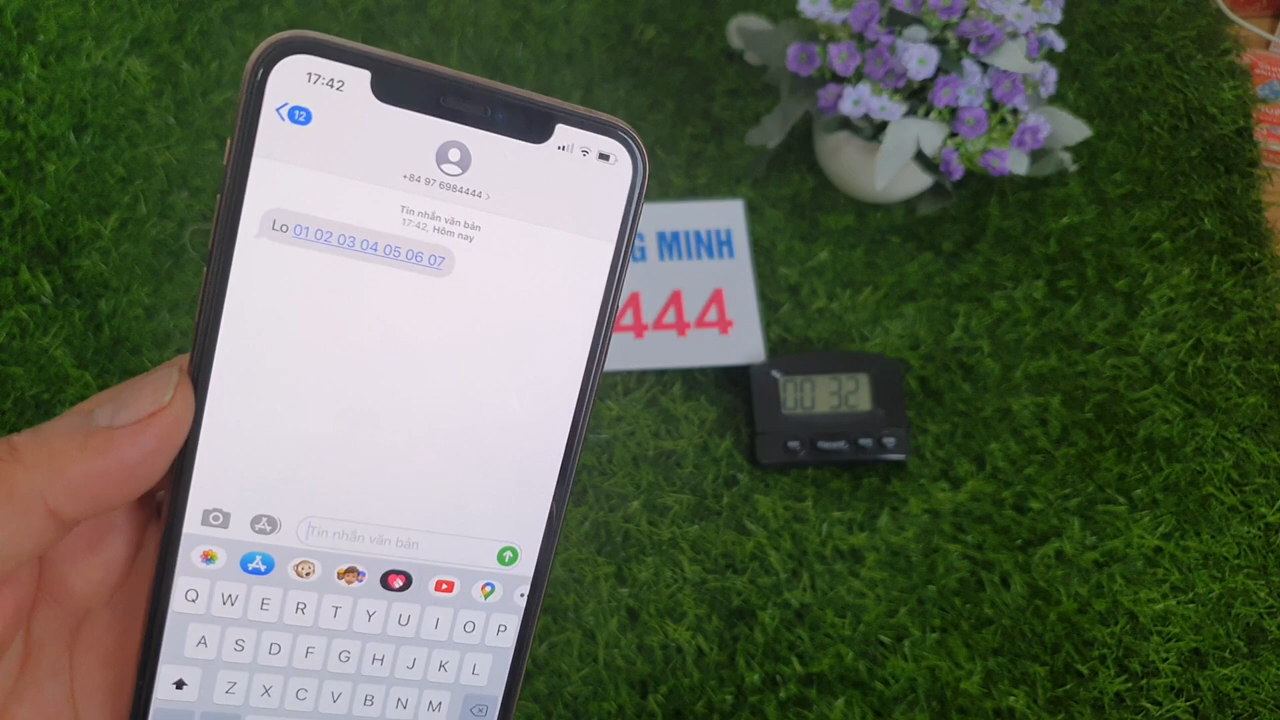 17:42
12
+84 97 6984444 >
Tin nhắn văn bản
17:42, Hôm nay
Lo 01 02 03 04 05 06 07
G MINH
444
00 32
Tin nhắn văn bản
Q W E R T Y U I O P
A S D F G H J K L
Z X C V B N M